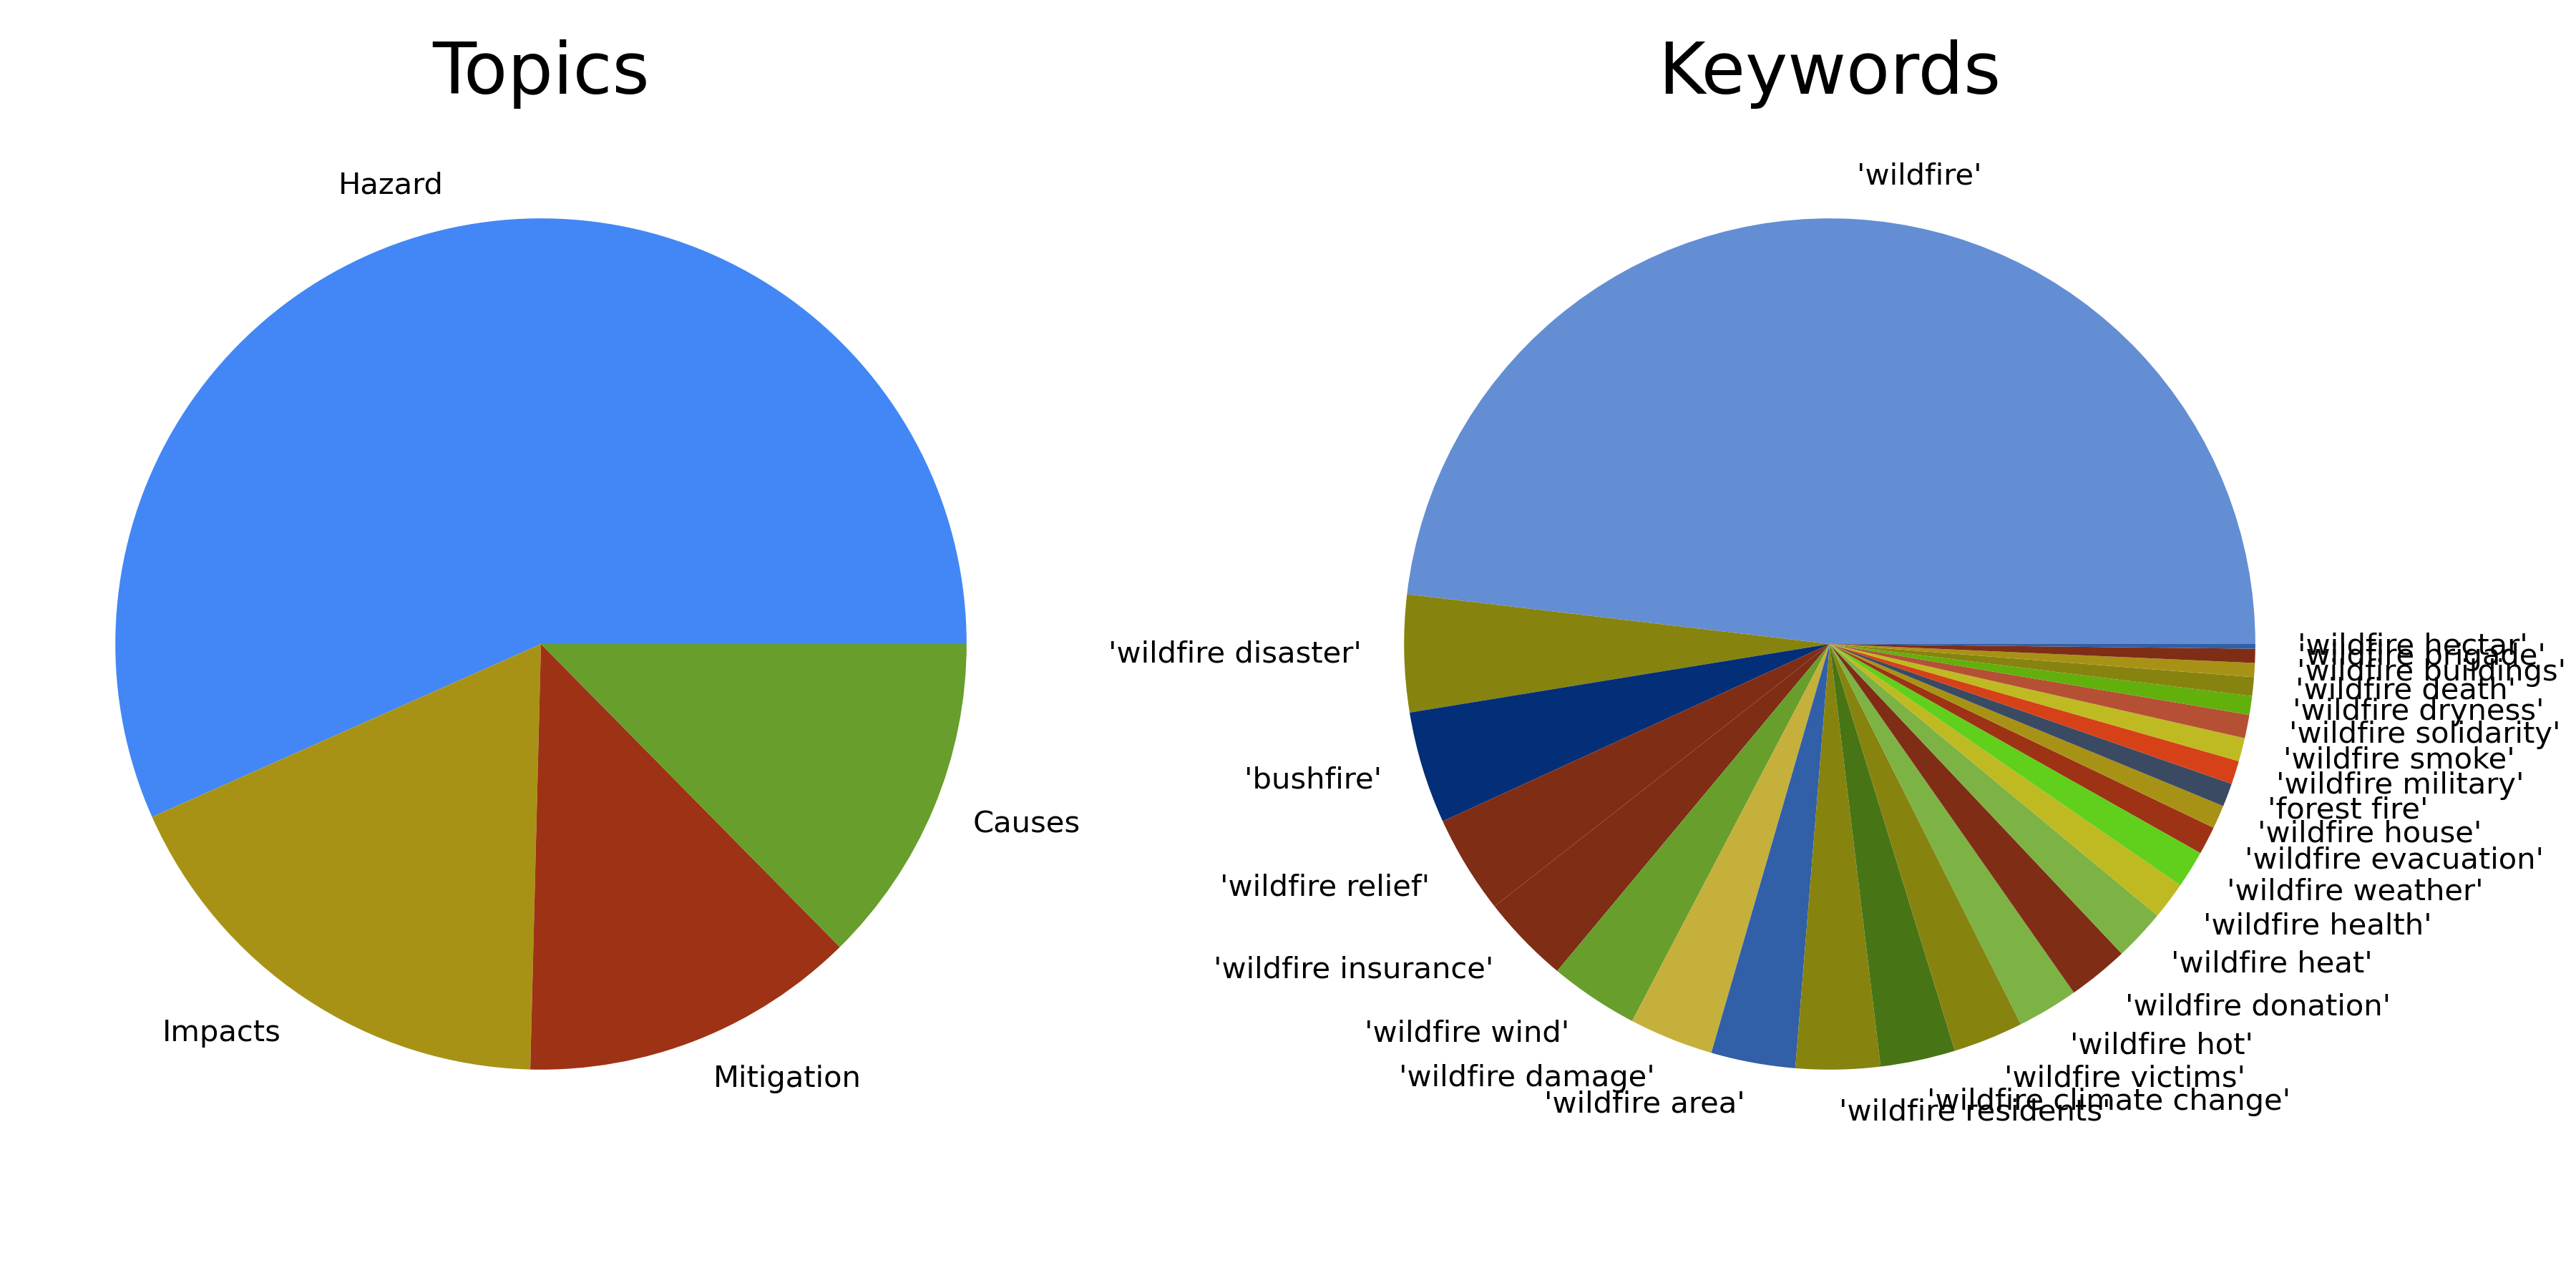 Topics
Hazard
Impacts
Mitigation
Causes
Keywords
'wildfire'
'wildfire disaster'
'bushfire'
'wildfire relief'
'wildfire insurance'
'wildfire wind'
'wildfire damage'
'wildfire area'
'wildfire residents'
'wildfire climate change'
'wildfire victims'
'wildfire hot'
'wildfire donation'
'wildfire heat'
'wildfire health'
'wildfire weather'
'wildfire evacuation'
'wildfire house'
'forest fire'
'wildfire military'
'wildfire smoke'
'wildfire solidarity'
'wildfire dryness'
'wildfire death'
'wildfire buildings'
'wildfire brigade'
'wildfire hectar'